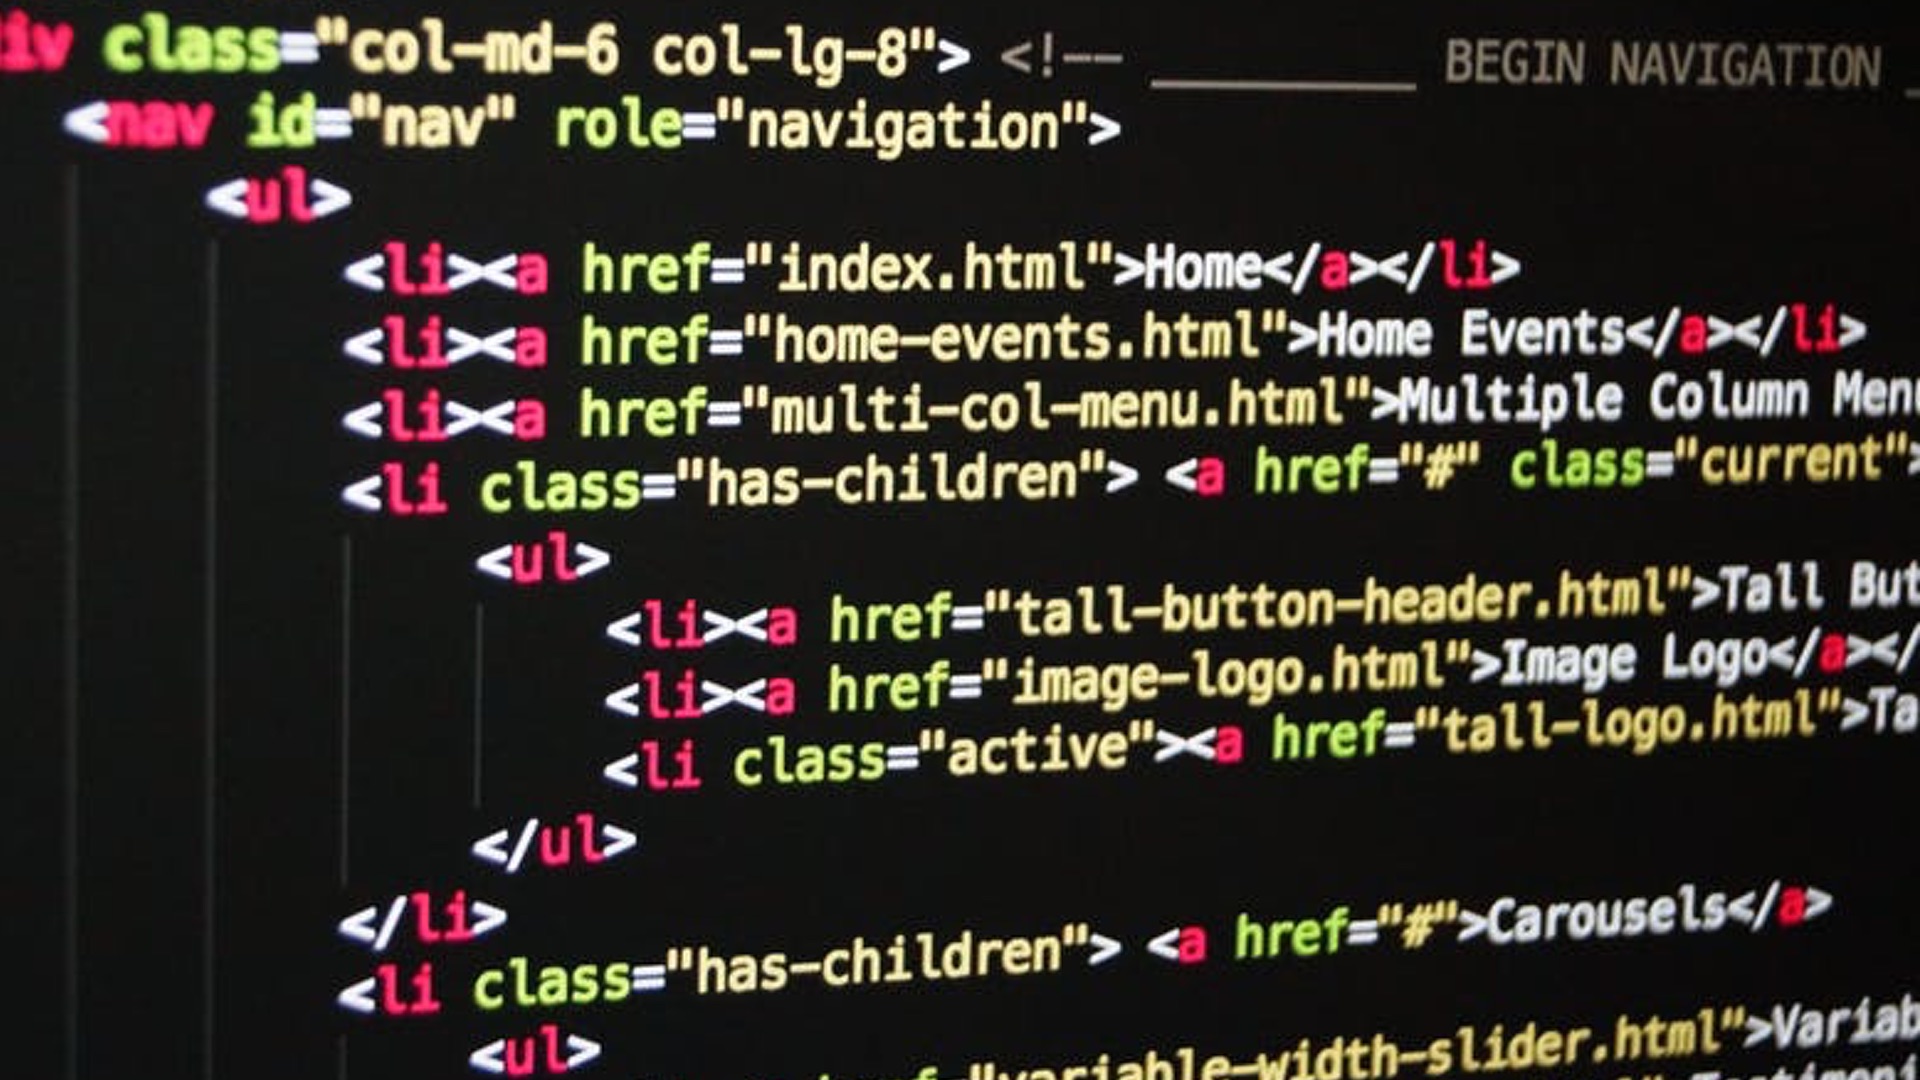 iv class="col-md-6 col-lg-8"> <!-- ________ BEGIN NAVIGATION _
<nav id="nav" role="navigation">
<ul>
<li><a href="index.html">Home</a></li>
<li><a href="home-events.html">Home Events</a></li>
<li><a href="multi-col-menu.html">Multiple Column Men
<li class="has-children"> <a href="#" class="current">
<ul>
<li><a href="tall-button-header.html">Tall But
<li><a href="image-logo.html">Image Logo</a></
<li class="active"><a href="tall-logo.html">Ta
</ul>
</li>
<li class="has-children"> <a href="#">Carousels</a>
<ul>
"variable-width-slider.html">Variab